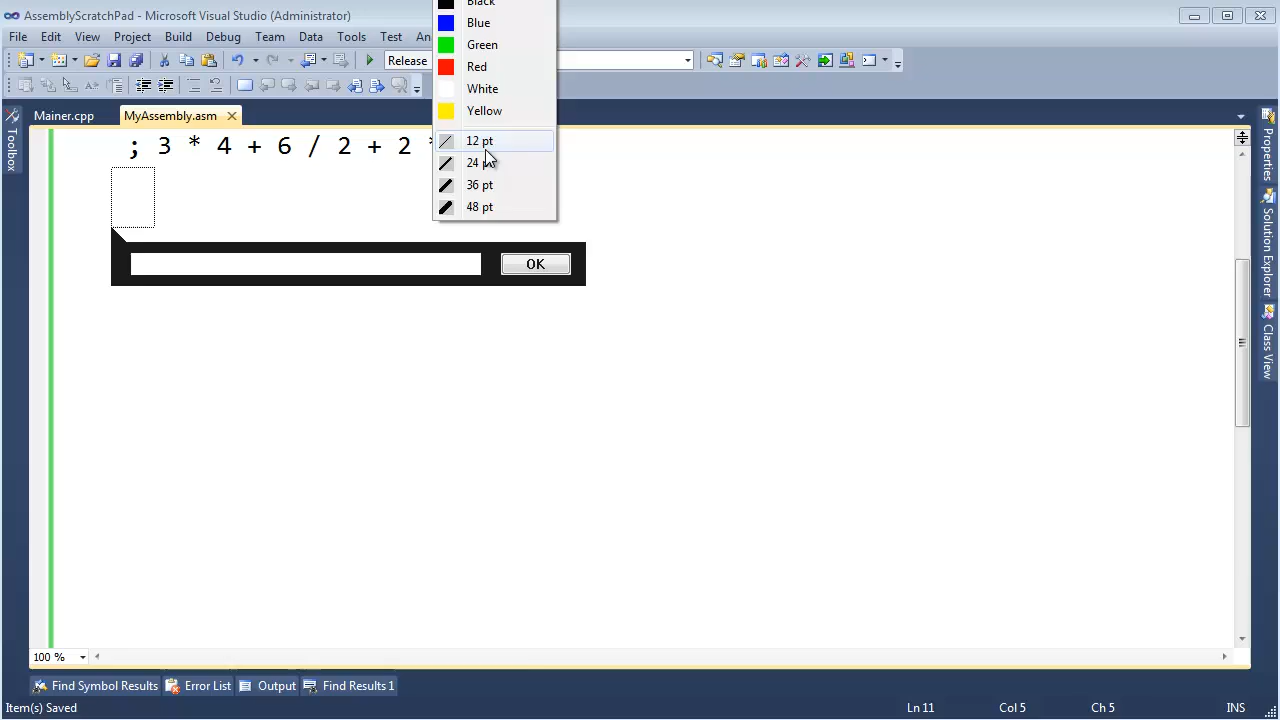 AssemblyScratchPad - Microsoft Visual Studio (Administrator)
File Edit View Project Build Debug Team Data Tools Test An
Release
Black
Blue
Green
Red
White
Yellow
12 pt
24
36 pt
48 pt
Mainer.cpp MyAssembly.asm
; 3 * 4 + 6 / 2 + 2 *
OK
Toolbox
Properties
Solution Explorer
Class View
100 %
Find Symbol Results Error List Output Find Results 1
Item(s) Saved Ln 11 Col 5 Ch 5 INS